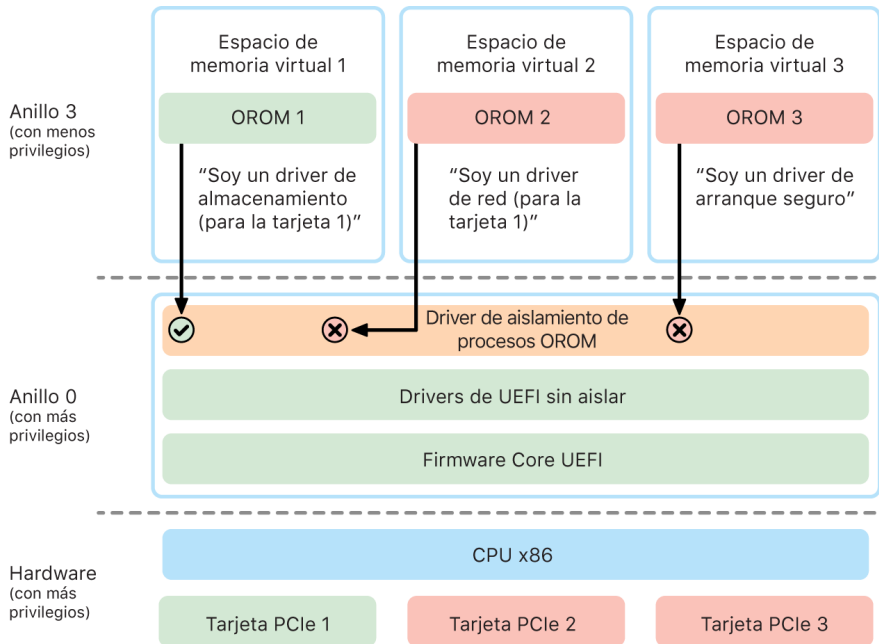 Espacio de
memoria virtual 1
Espacio de
memoria virtual 2
Espacio de
memoria virtual 3
Anillo 3
(con menos
privilegios)
OROM 1
OROM 2
OROM 3
“Soy un driver de
almacenamiento
(para la tarjeta 1)”
“Soy un driver
de red (para la
tarjeta 1)”
“Soy un driver de
arranque seguro”
Anillo 0
(con más
privilegios)
Driver de aislamiento de
procesos OROM
Drivers de UEFI sin aislar
Firmware Core UEFI
Hardware
(con más
privilegios)
CPU x86
Tarjeta PCIe 1
Tarjeta PCIe 2
Tarjeta PCIe 3